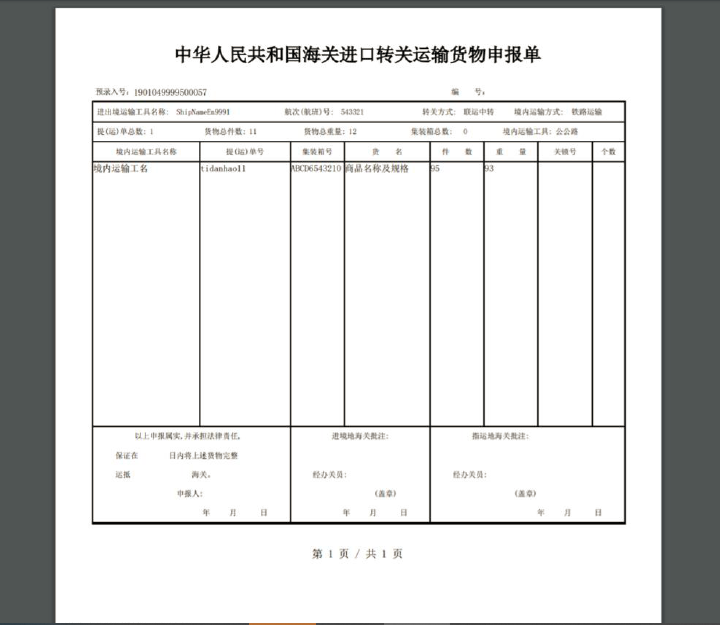 中华人民共和国海关进口转关运输货物申报单
预录入号: 1901049999500057 编 号:
进出境运输工具名称: ShipNameEn9991 航次(航班)号: 543321 转关方式: 联运中转 境内运输方式: 铁路运输
提(运)单总数: 1 货物总件数: 11 货物总重量: 12 集装箱总数: 0 境内运输工具: 公公路
境内运输工具名称 提(运)单号 集装箱号 货 名 件 数 重 量 关锁号 个数
境内运输工名 tidanhao11 ABCD6543210 商品名称及规格 95 93
以上申报属实,并承担法律责任, 进境地海关批注: 指运地海关批注:
保证在 日内将上述货物完整
运抵 海关。 经办关员: 经办关员:
申报人: (盖章) (盖章)
年 月 日 年 月 日 年 月 日
第 1 页 / 共 1 页